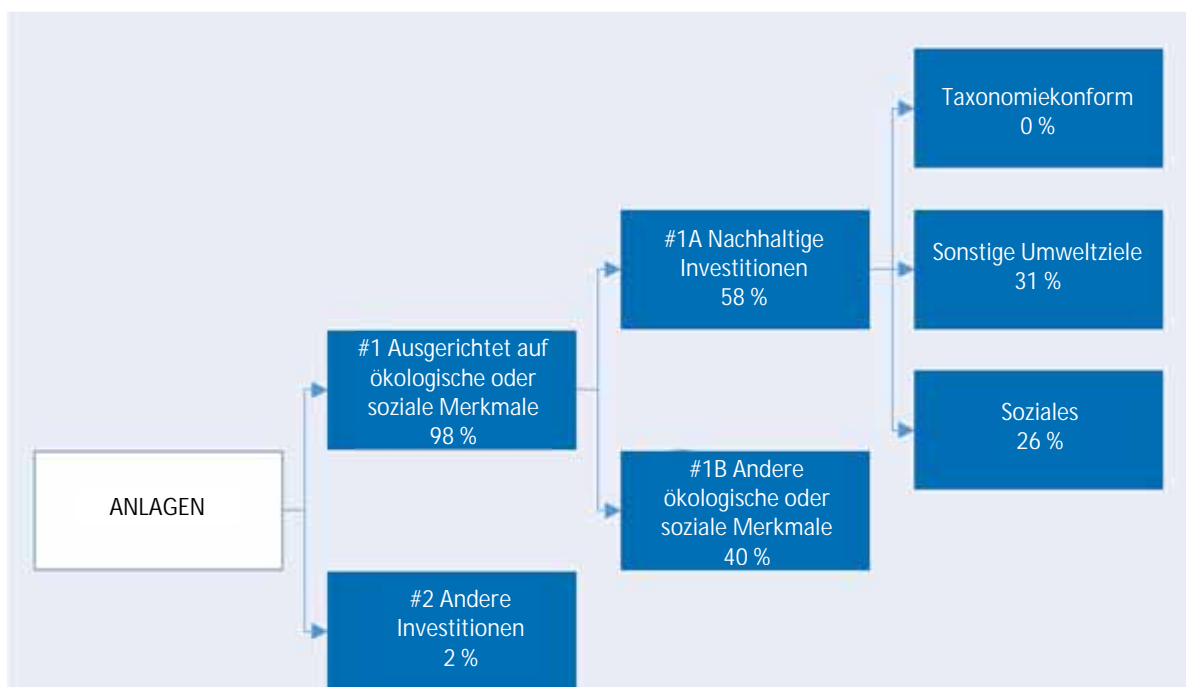 ANLAGEN
#1 Ausgerichtet auf
ökologische oder
soziale Merkmale
98 %
#2 Andere
Investitionen
2 %
#1A Nachhaltige
Investitionen
58 %
#1B Andere
ökologische oder
soziale Merkmale
40 %
Taxonomiekonform
0 %
Sonstige Umweltziele
31 %
Soziales
26 %